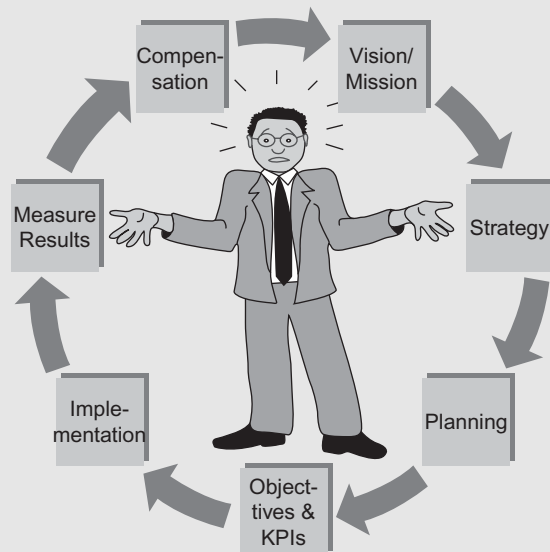 Compen-
sation
Vision/
Mission
Strategy
Planning
Object-
tives &
KPIs
Imple-
mentation
Measure
Results